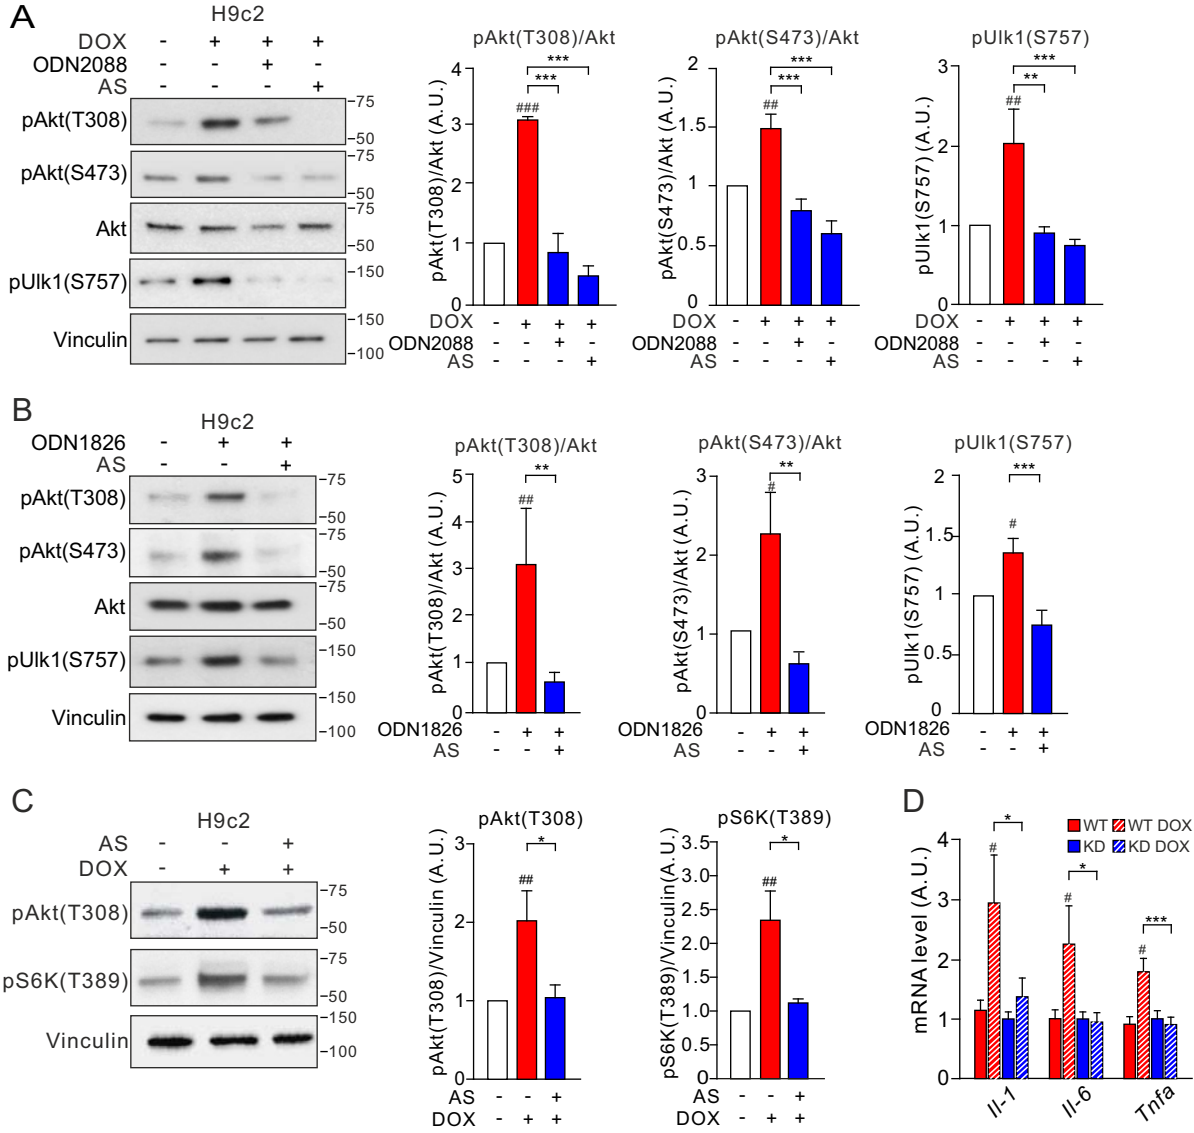 A
H9c2
DOX - + + +
ODN2088 - - + -
AS - - - +
pAkt(T308)
-75
-50
pAkt(S473)
-75
-50
Akt
-75
-50
pUlk1(S757)
-150
Vinculin
-150
-100
pAkt(T308)/Akt
pAkt(T308)/Akt (A.U.)
4
3
2
1
0
###
***
***
DOX - + + +
ODN2088 - - + -
AS - - - +
pAkt(S473)/Akt
pAkt(S473)/Akt (A.U.)
2
1.5
1
0.5
0
##
***
***
DOX - + + +
ODN2088 - - + -
AS - - - +
pUlk1(S757)
pUlk1(S757) (A.U.)
3
2
1
0
##
**
***
DOX - + + +
ODN2088 - - + -
AS - - - +
B
H9c2
ODN1826 - + +
AS - - +
pAkt(T308)
-75
-50
pAkt(S473)
-75
-50
Akt
-75
-50
pUlk1(S757)
-150
Vinculin
-150
-100
pAkt(T308)/Akt
pAkt(T308)/Akt (A.U.)
5
4
3
2
1
0
##
**
ODN1826 - + +
AS - - +
pAkt(S473)/Akt
pAkt(S473)/Akt (A.U.)
3
2
1
0
#
**
ODN1826 - + +
AS - - +
pUlk1(S757)
pUlk1(S757) (A.U.)
2
1.5
1
0.5
0
#
***
ODN1826 - + +
AS - - +
C
H9c2
AS - - +
DOX - + +
pAkt(T308)
-75
-50
pS6K(T389)
-75
-50
Vinculin
-150
-100
pAkt(T308)
pAkt(T308)/Vinculin (A.U.)
3
2
1
0
##
*
AS - - +
DOX - + +
pS6K(T389)
pS6K(T389)/Vinculin(A.U.)
3.5
3.0
2.5
2.0
1.5
1.0
0.5
0
##
*
AS - - +
DOX - + +
D
WT WT DOX
KD KD DOX
mRNA level (A.U.)
4
3
2
1
0
#
*
#
*
#
***
Il-1
Il-6
Tnfa